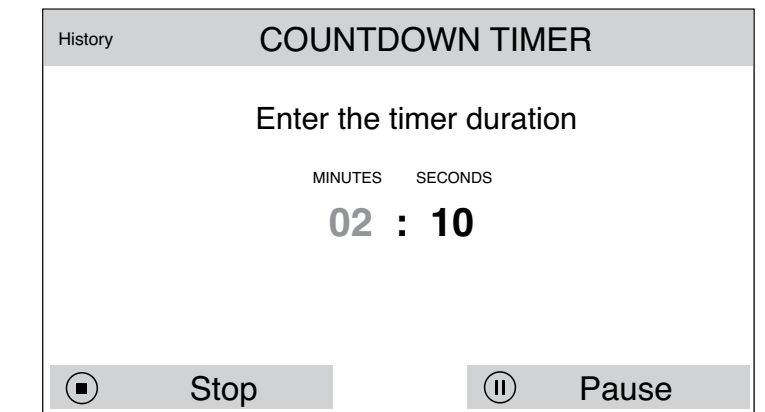 History COUNTDOWN TIMER
Enter the timer duration
MINUTES SECONDS
02 : 10
Stop Pause